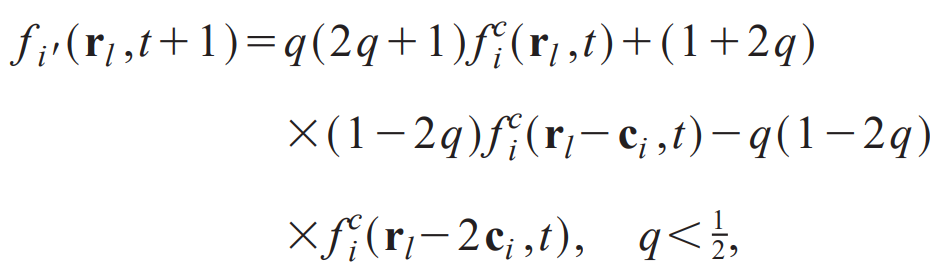 f_{i'}(𝐫_l,t+1)=q(2q+1)f_i^c(𝐫_l,t)+(1+2q)
×(1−2q)f_i^c(𝐫_l−𝐜_i,t)−q(1−2q)
×f_i^c(𝐫_l−2𝐜_i,t), q<½,